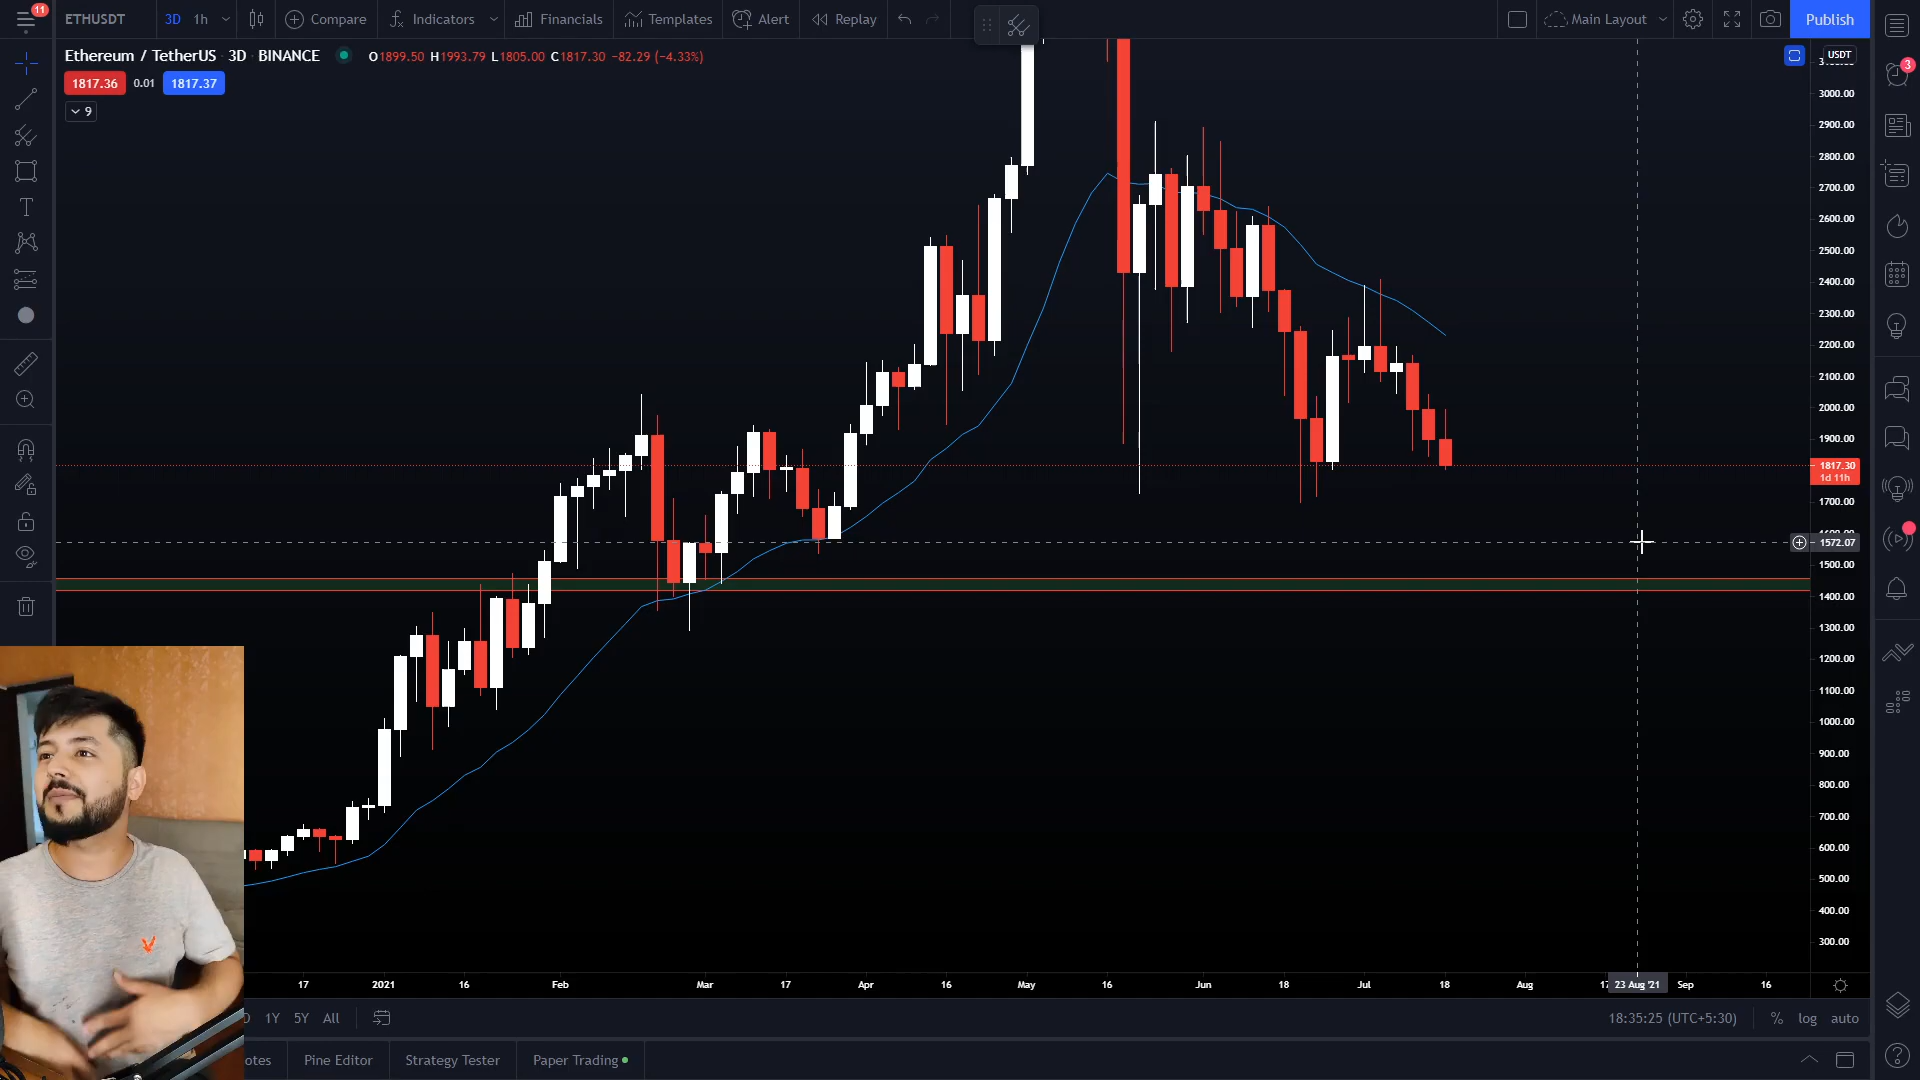 11
ETHUSDT
3D
1h
Compare
Indicators
Financials
Templates
Alert
Replay
Main Layout
Publish
Ethereum / TetherUS 3D BINANCE
O1899.50 H1993.79 L1805.00 C1817.30 −82.29 (−4.33%)
USDT
1817.36
0.01
1817.37
3
9
3000.00
2900.00
2800.00
2700.00
2600.00
2500.00
2400.00
2300.00
2200.00
2100.00
2000.00
1900.00
1817.30
1d 11h
1700.00
1572.07
1500.00
1400.00
1300.00
1200.00
1100.00
1000.00
900.00
800.00
700.00
600.00
500.00
400.00
300.00
17
2021
16
Feb
Mar
17
Apr
16
May
16
Jun
18
Jul
18
Aug
23 Aug '21
Sep
16
1Y
5Y
All
18:35:25 (UTC+5:30)
%
log
auto
Pine Editor
Strategy Tester
Paper Trading